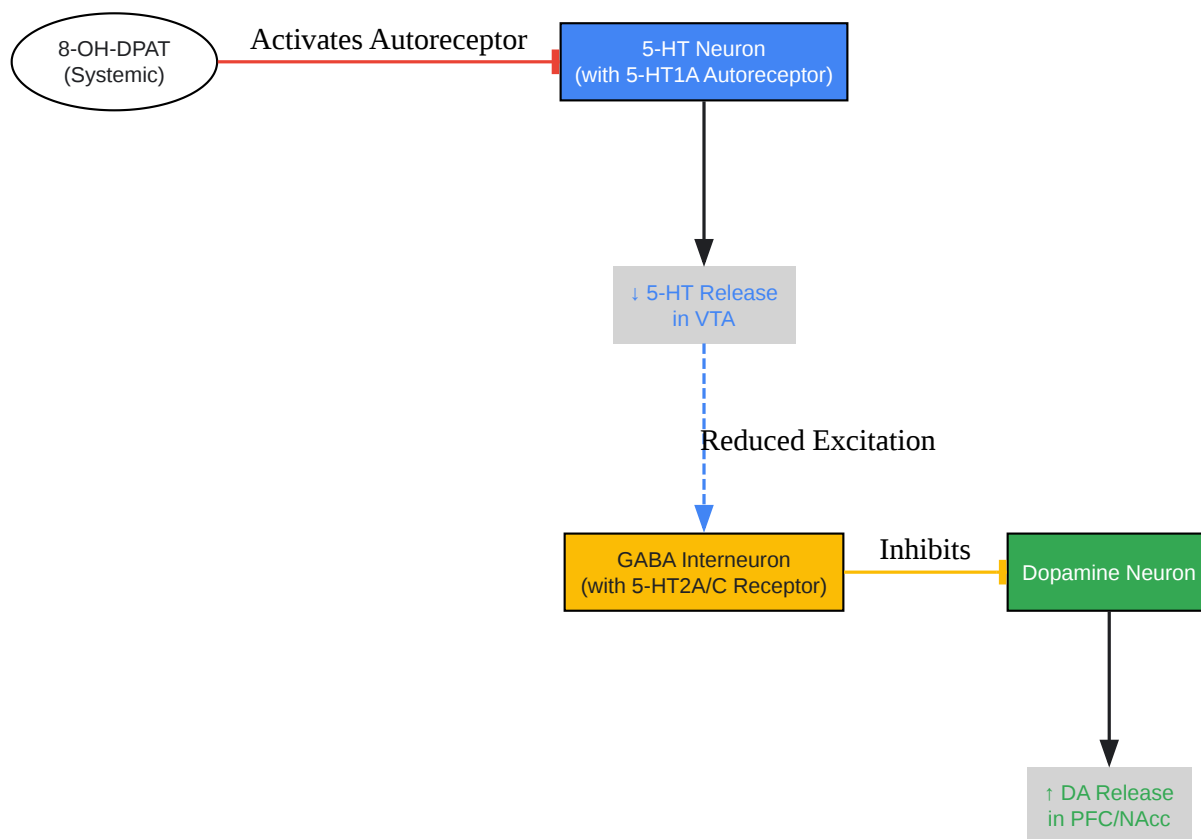 8-OH-DPAT
(Systemic)
Activates Autoreceptor
5-HT Neuron
(with 5-HT1A Autoreceptor)
↓ 5-HT Release
in VTA
Reduced Excitation
GABA Interneuron
(with 5-HT2A/C Receptor)
Inhibits
Dopamine Neuron
↑ DA Release
in PFC/NAcc